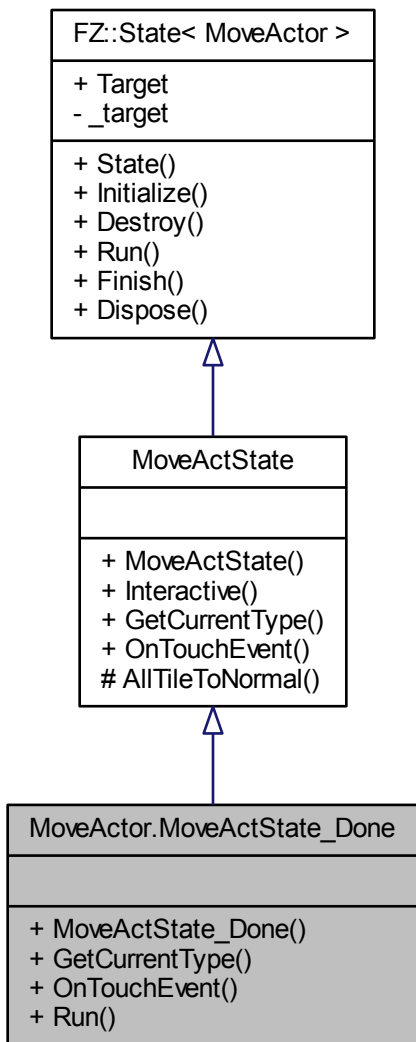 FZ::State< MoveActor >
+ Target
- _target
+ State()
+ Initialize()
+ Destroy()
+ Run()
+ Finish()
+ Dispose()
MoveActState
+ MoveActState()
+ Interactive()
+ GetCurrentType()
+ OnTouchEvent()
# AllTileToNormal()
MoveActor.MoveActState_Done
+ MoveActState_Done()
+ GetCurrentType()
+ OnTouchEvent()
+ Run()